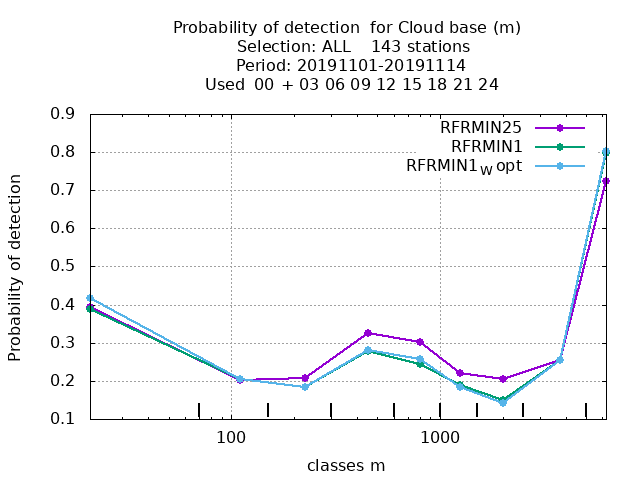 Probability of detection  for Cloud base (m)
Selection: ALL    143 stations
Period: 20191101-20191114
Used  00 + 03 06 09 12 15 18 21 24
RFRMIN25
RFRMIN1
RFRMIN1W opt
0.9
0.8
0.7
0.6
0.5
0.4
0.3
0.2
0.1
Probability of detection
100
1000
classes m